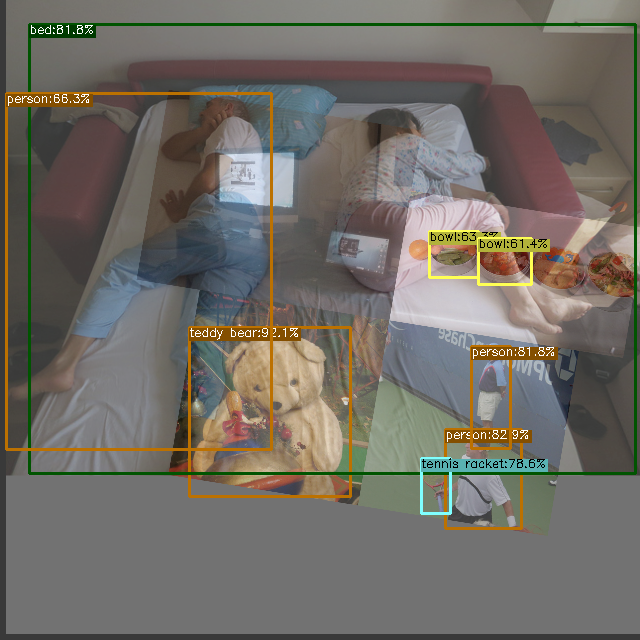 bed:81.8%
person:66.3%
bowl:63.3%
bowl:61.4%
teddy bear:92.1%
person:81.8%
person:82.9%
tennis racket:78.6%